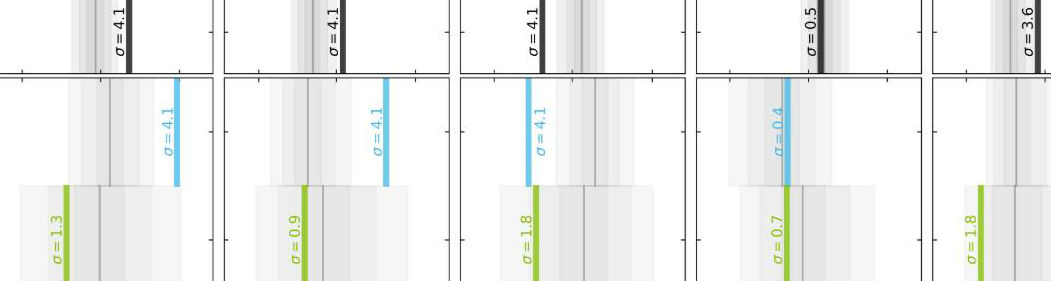 σ = 4.1
σ = 4.1
σ = 4.1
σ = 0.5
σ = 3.6
σ = 4.1
σ = 4.1
σ = 4.1
σ = 0.4
σ = 1.3
σ = 0.9
σ = 1.8
σ = 0.7
σ = 1.8